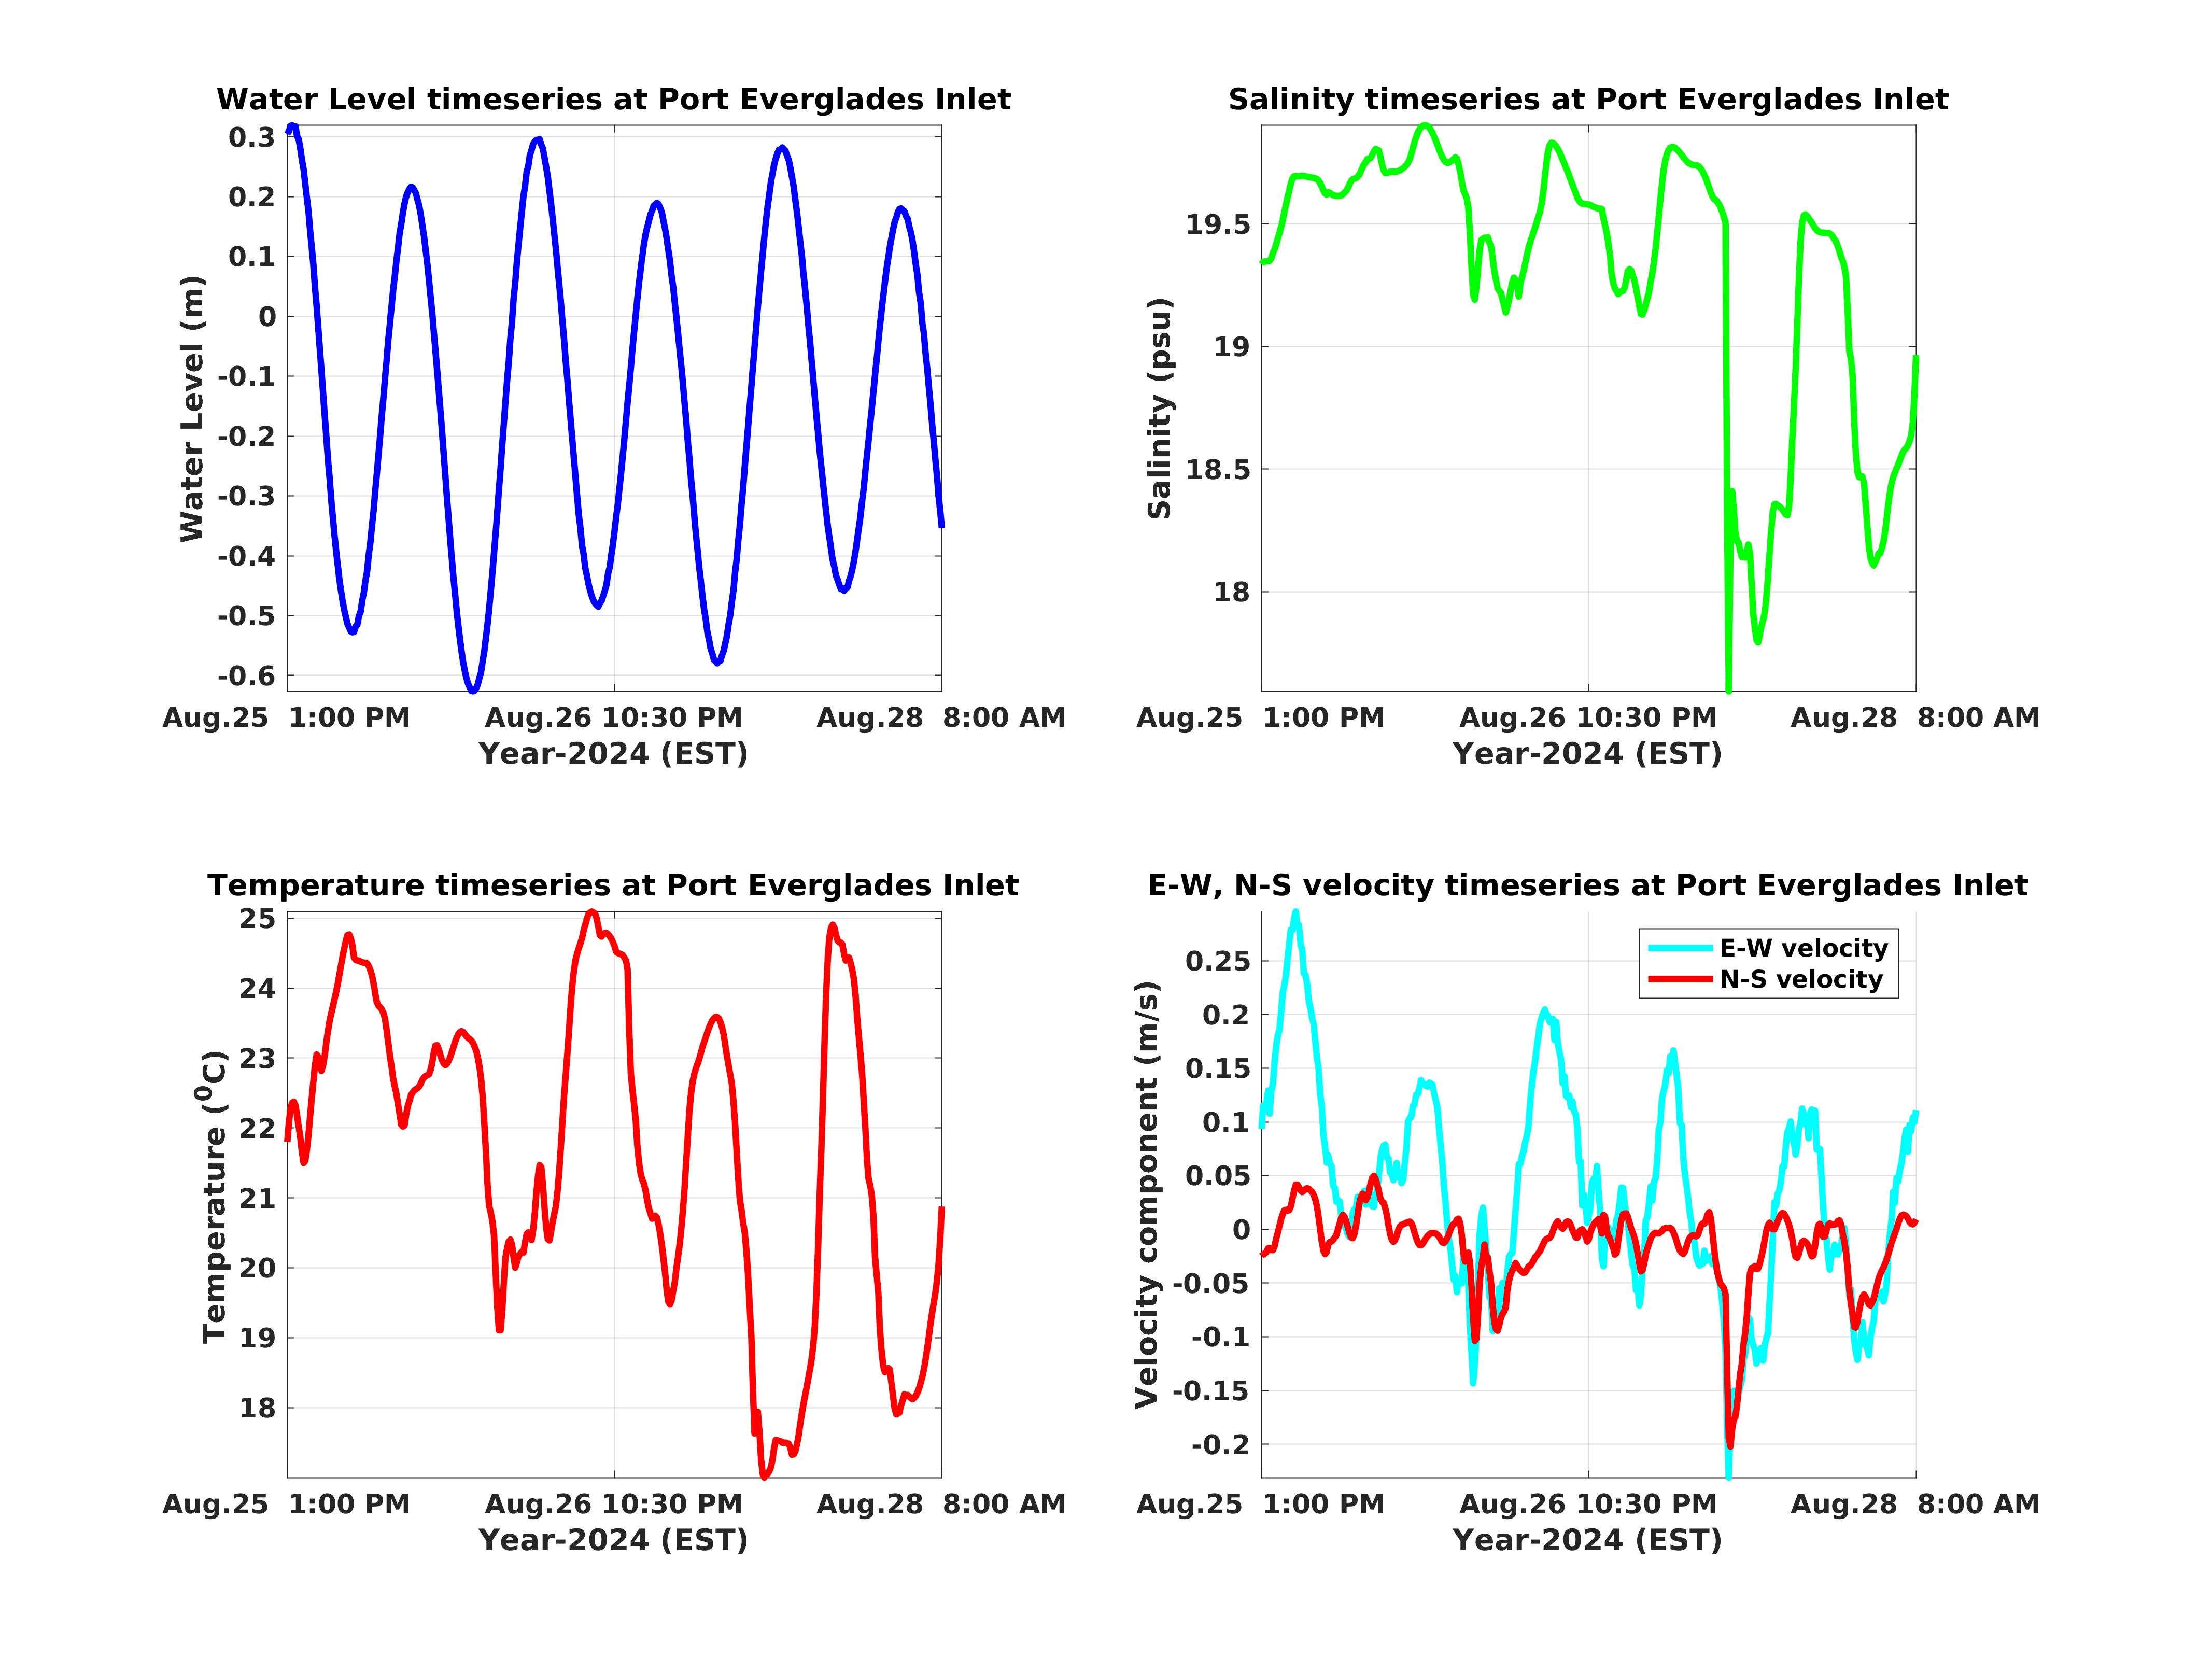 Water Level timeseries at Port Everglades Inlet
0.3
0.2
0.1
0
-0.1
-0.2
-0.3
-0.4
-0.5
-0.6
Water Level (m)
Aug.25 1:00 PM Aug.26 10:30 PM Aug.28 8:00 AM
Year-2024 (EST)
Salinity timeseries at Port Everglades Inlet
19.5
19
18.5
18
Salinity (psu)
Aug.25 1:00 PM Aug.26 10:30 PM Aug.28 8:00 AM
Year-2024 (EST)
Temperature timeseries at Port Everglades Inlet
25
24
23
22
21
20
19
18
Temperature (⁰C)
Aug.25 1:00 PM Aug.26 10:30 PM Aug.28 8:00 AM
Year-2024 (EST)
E-W, N-S velocity timeseries at Port Everglades Inlet
E-W velocity
N-S velocity
0.25
0.2
0.15
0.1
0.05
0
-0.05
-0.1
-0.15
-0.2
Velocity component (m/s)
Aug.25 1:00 PM Aug.26 10:30 PM Aug.28 8:00 AM
Year-2024 (EST)